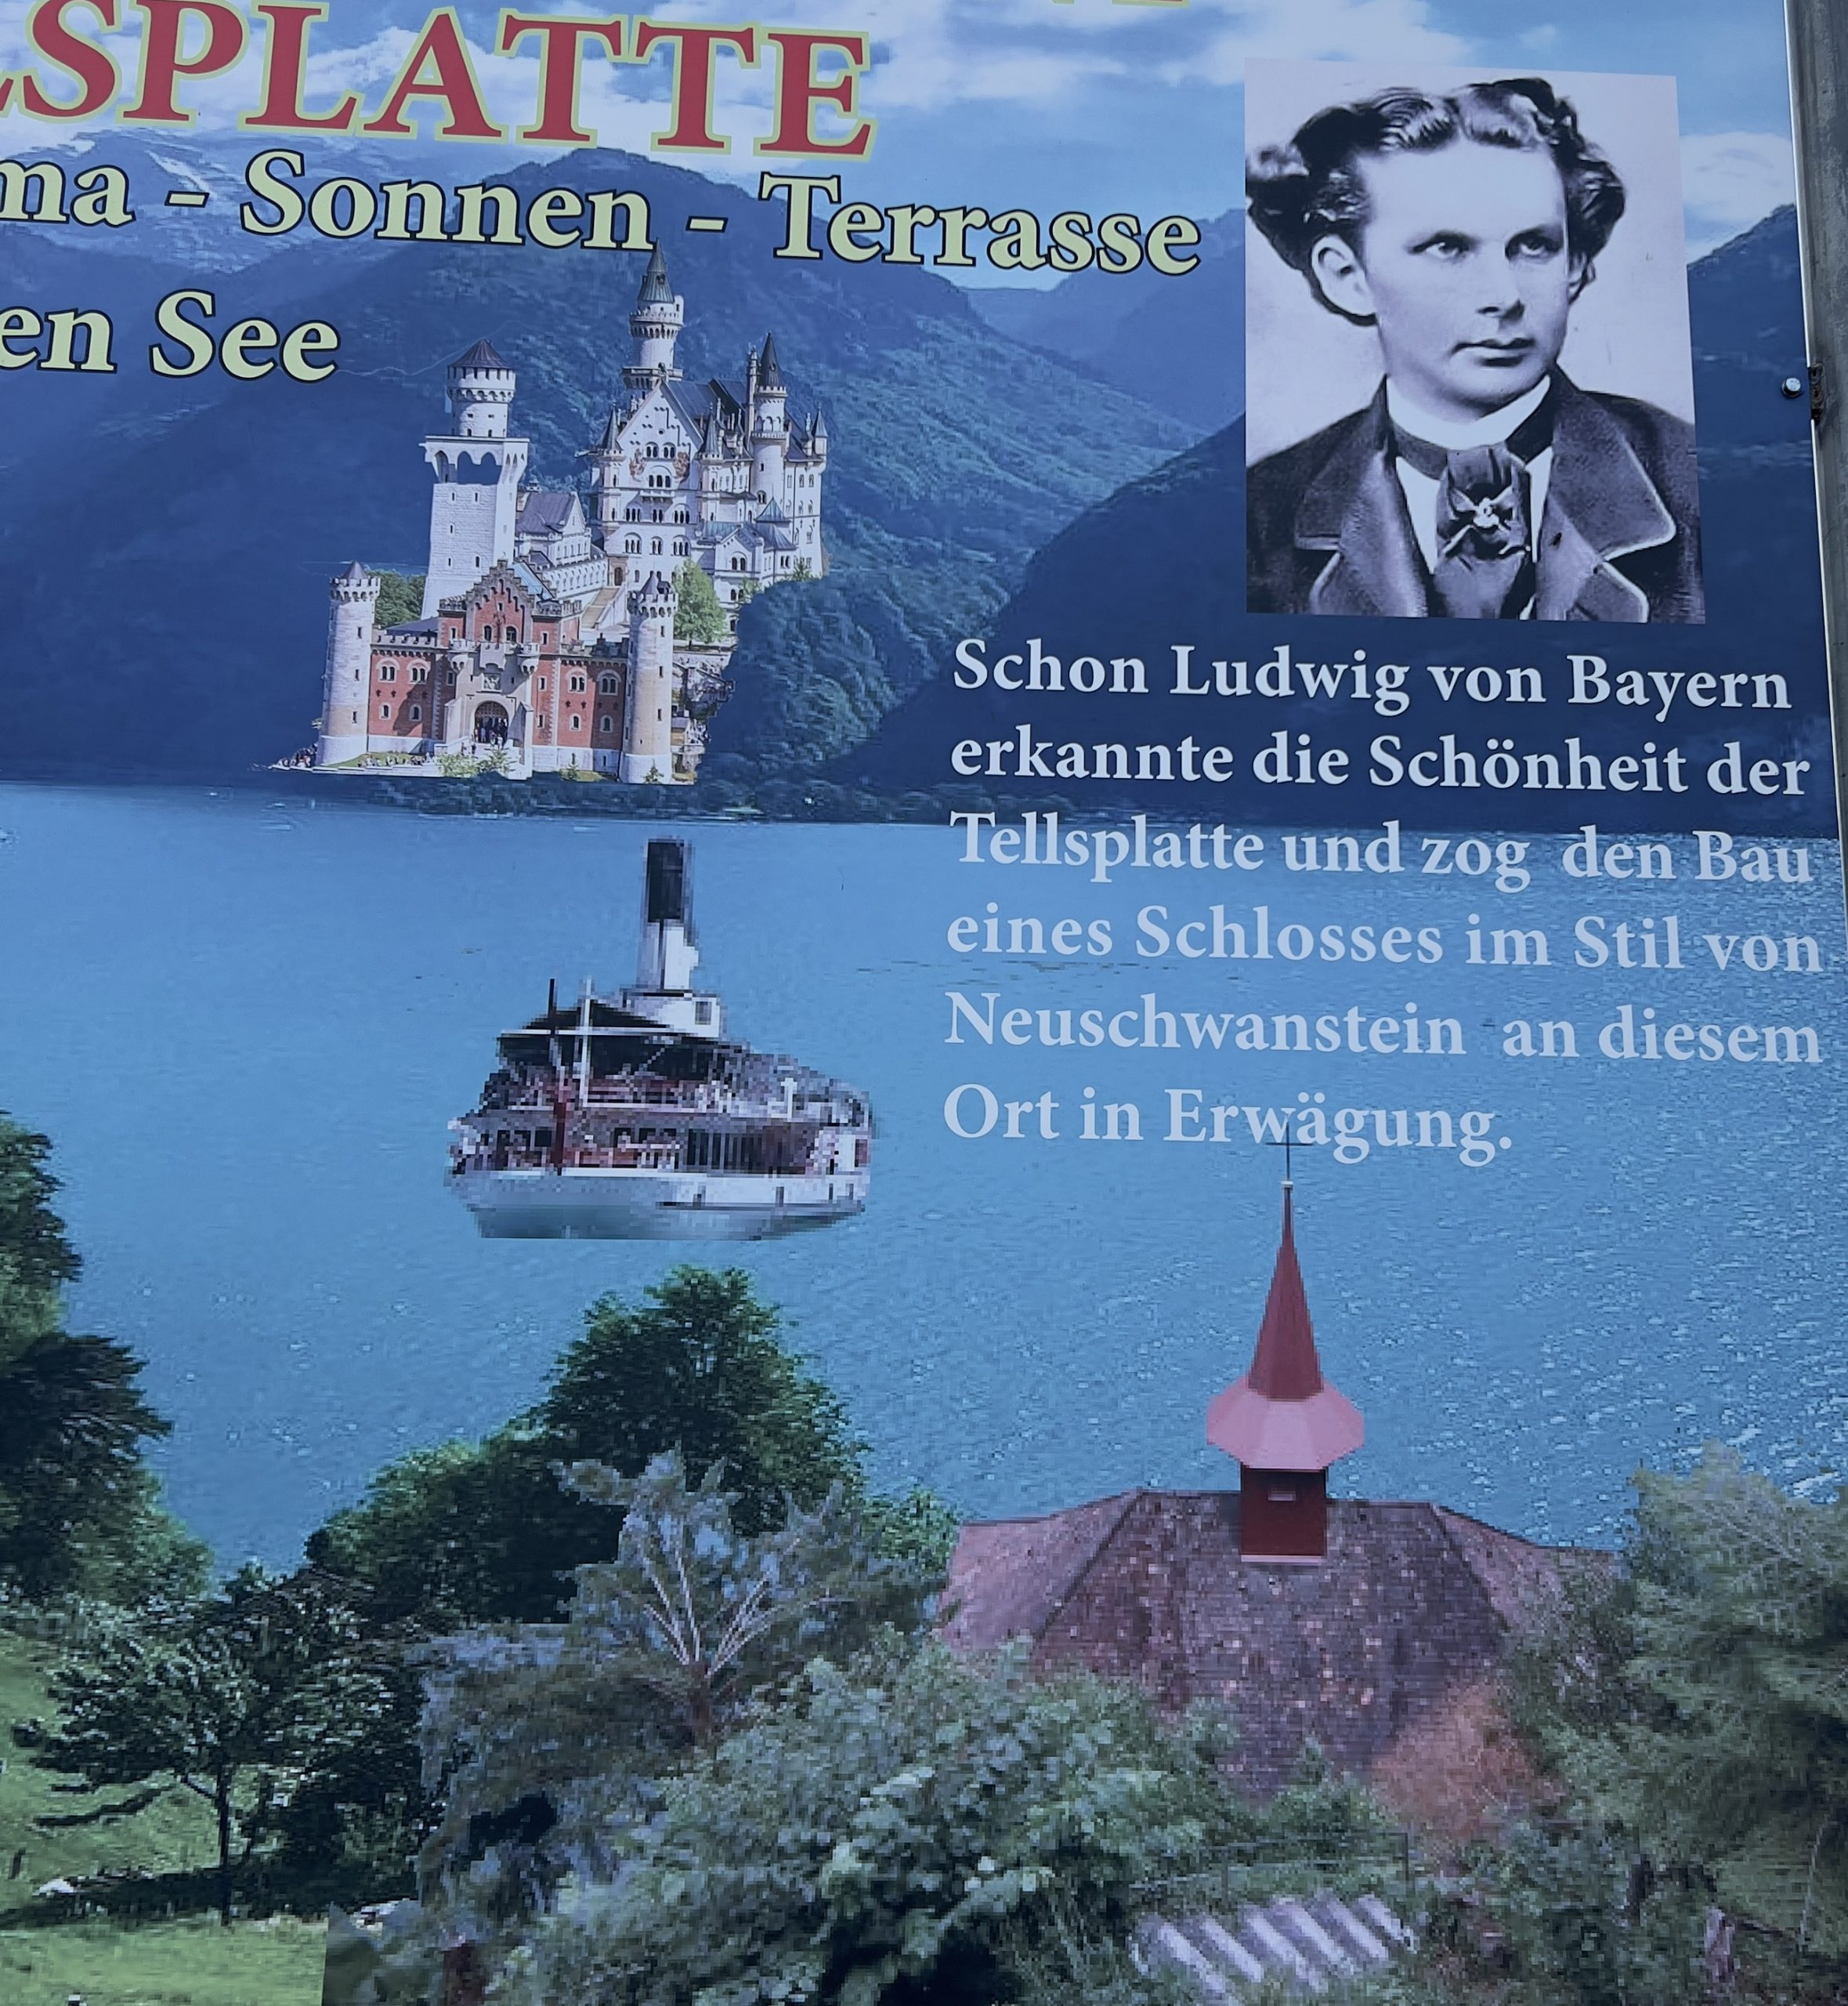 LSPLATTE
ma - Sonnen - Terrasse
en See
Schon Ludwig von Bayern
erkannte die Schönheit der
Tellsplatte und zog den Bau
eines Schlosses im Stil von
Neuschwanstein an diesem
Ort in Erwägung.